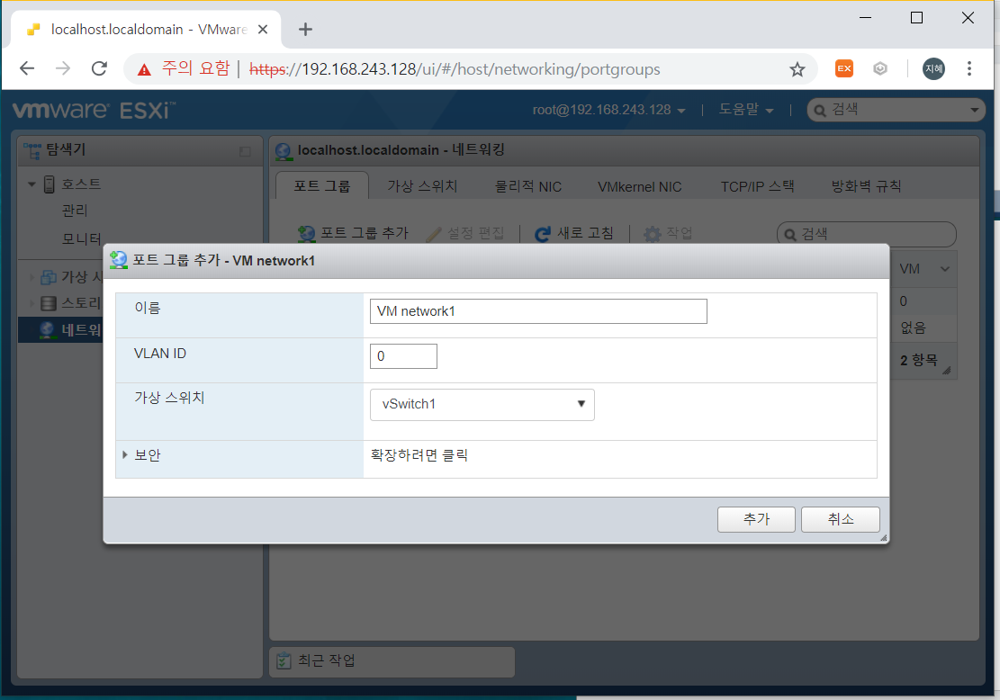 localhost.localdomain - VMware
주의 요함 | https://192.168.243.128/ui/#/host/networking/portgroups
EX
지혜
vmware ESXi™
root@192.168.243.128 | 도움말 | 검색
탐색기
호스트
관리
모니터
가상
스토리
네트워
localhost.localdomain - 네트워킹
포트 그룹 가상 스위치 물리적 NIC VMkernel NIC TCP/IP 스택 방화벽 규칙
포트 그룹 추가 설정 편집 | 새로 고침 | 작업 검색
VM
0
없음
2 항목
포트 그룹 추가 - VM network1
이름 VM network1
VLAN ID 0
가상 스위치 vSwitch1
보안 확장하려면 클릭
추가 취소
최근 작업